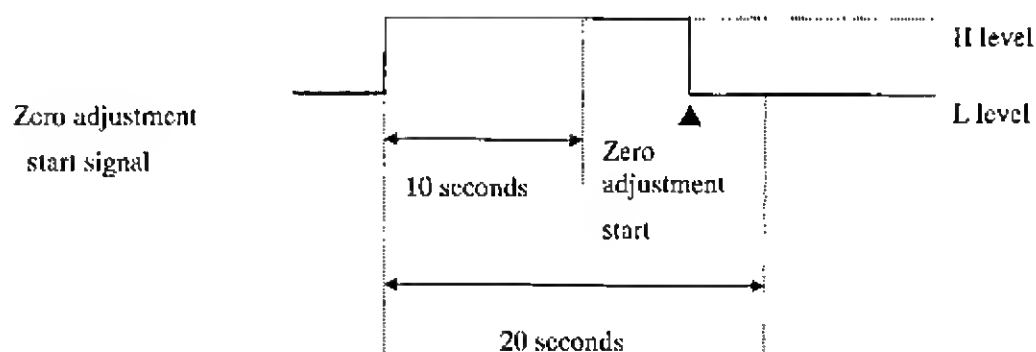 H level
Zero adjustment
start signal
L level
10 seconds
Zero
adjustment
start
20 seconds